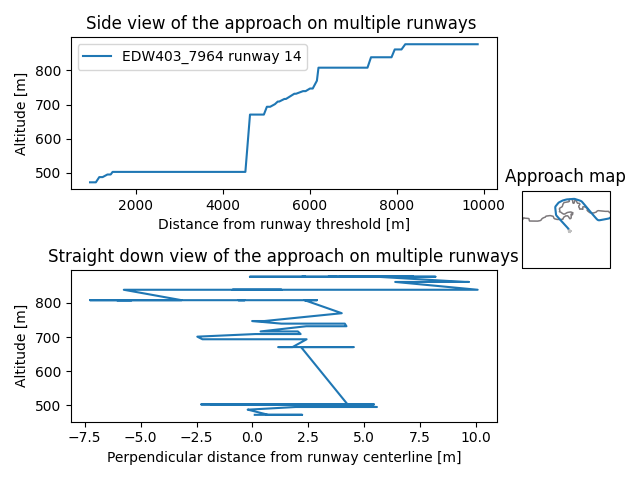 Side view of the approach on multiple runways
EDW403_7964 runway 14
Altitude [m]
800
700
600
500
2000
4000
6000
8000
10000
Distance from runway threshold [m]
Approach map
Straight down view of the approach on multiple runways
Altitude [m]
800
700
600
500
−7.5
−5.0
−2.5
0.0
2.5
5.0
7.5
10.0
Perpendicular distance from runway centerline [m]